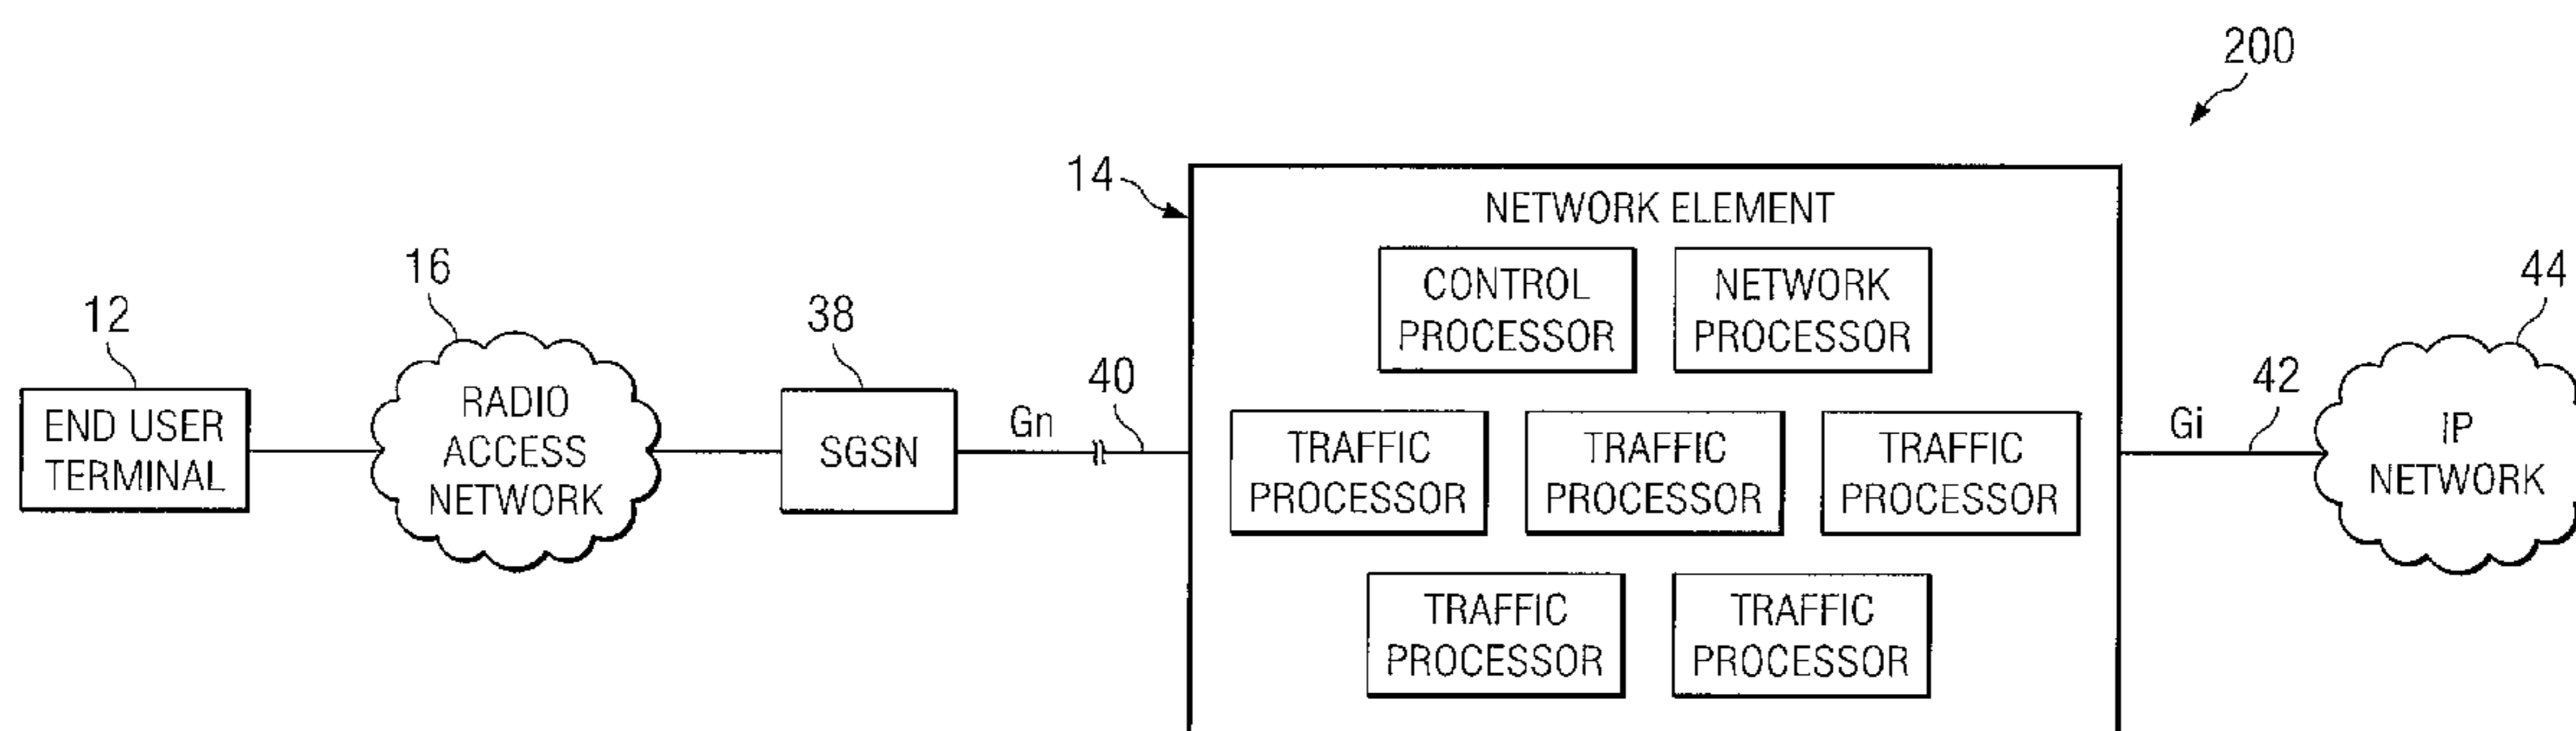 200
14
NETWORK ELEMENT
16
44
12
38
CONTROL
PROCESSOR
NETWORK
PROCESSOR
40
42
END USER
TERMINAL
RADIO
ACCESS
NETWORK
SGSN
Gn
TRAFFIC
PROCESSOR
TRAFFIC
PROCESSOR
TRAFFIC
PROCESSOR
Gi
IP
NETWORK
TRAFFIC
PROCESSOR
TRAFFIC
PROCESSOR